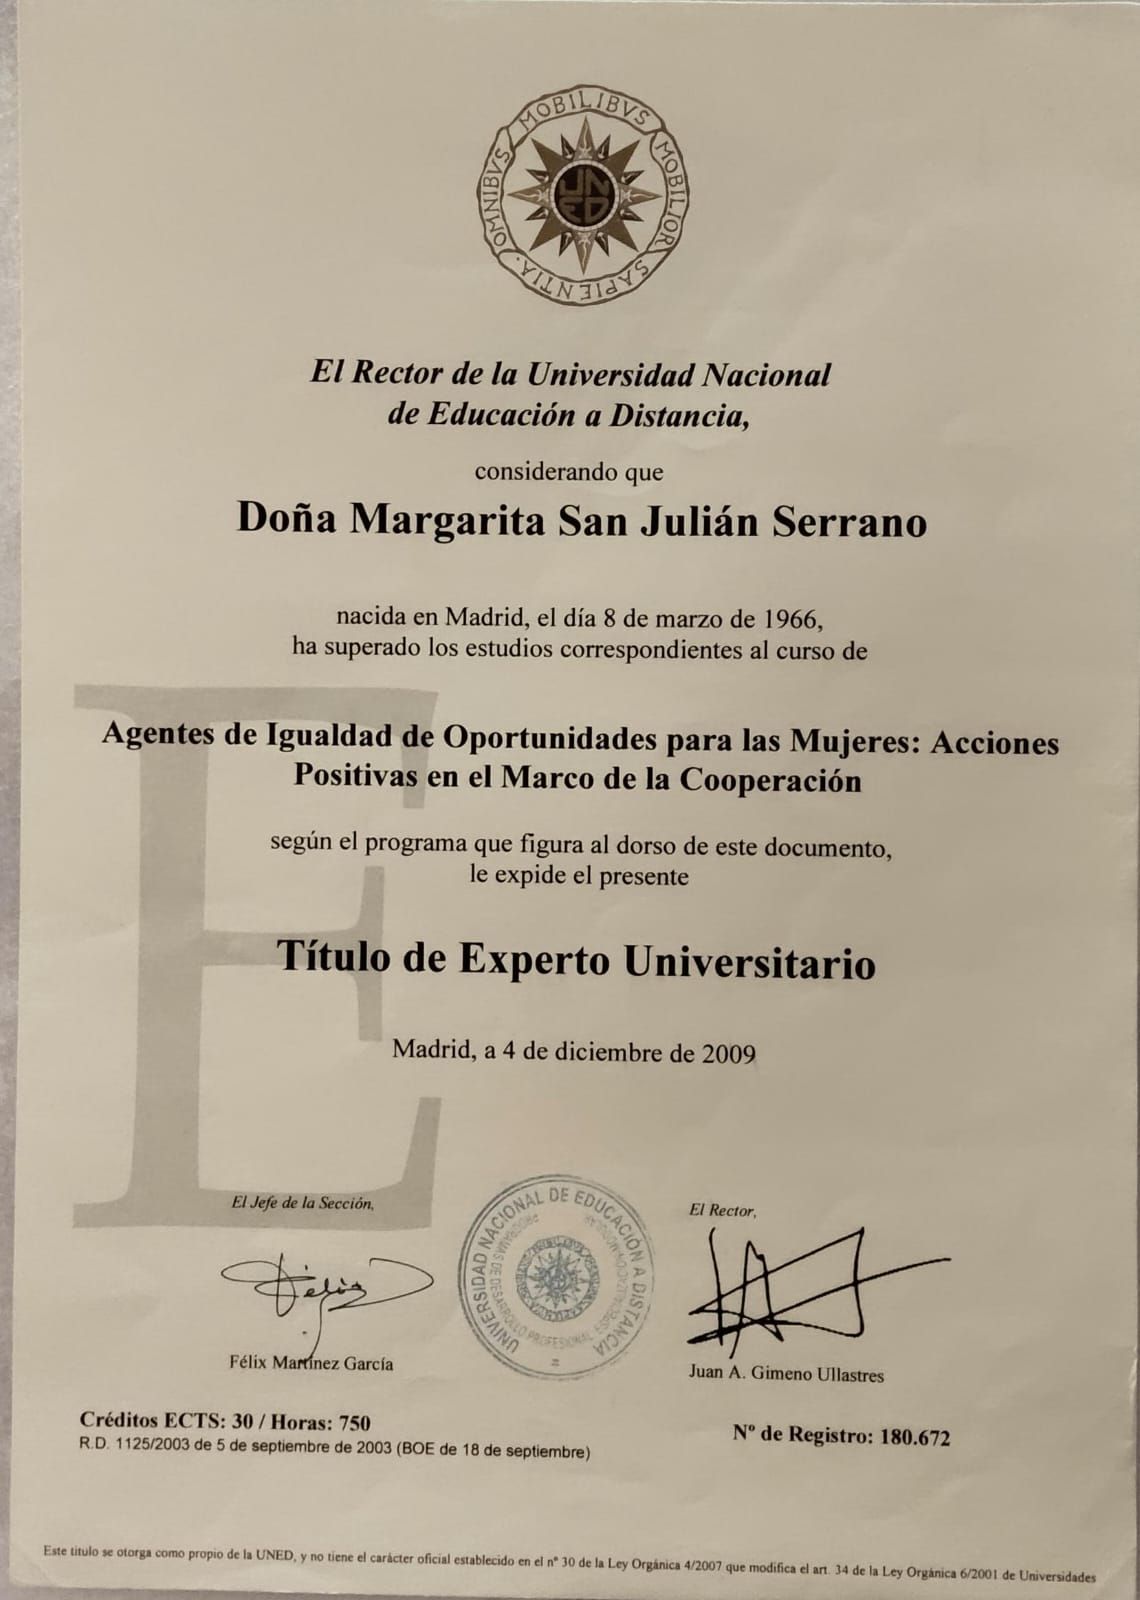 OMNIBVS MOBILIBVS MOBILIOR SAPIENTIA.
UNED
El Rector de la Universidad Nacional
de Educación a Distancia,
considerando que
Doña Margarita San Julián Serrano
nacida en Madrid, el día 8 de marzo de 1966,
ha superado los estudios correspondientes al curso de
Agentes de Igualdad de Oportunidades para las Mujeres: Acciones
Positivas en el Marco de la Cooperación
según el programa que figura al dorso de este documento,
le expide el presente
Título de Experto Universitario
Madrid, a 4 de diciembre de 2009
E
El Jefe de la Sección,
El Rector,
UNIVERSIDAD NACIONAL DE EDUCACIÓN A DISTANCIA
PROGRAMAS DE DESARROLLO PROFESIONAL
Félix
Félix Martínez García
Juan A. Gimeno Ullastres
Créditos ECTS: 30 / Horas: 750
R.D. 1125/2003 de 5 de septiembre de 2003 (BOE de 18 de septiembre)
Nº de Registro: 180.672
Este título se otorga como propio de la UNED, y no tiene el carácter oficial establecido en el nº 30 de la Ley Orgánica 4/2007 que modifica el art. 34 de la Ley Orgánica 6/2001 de Universidades